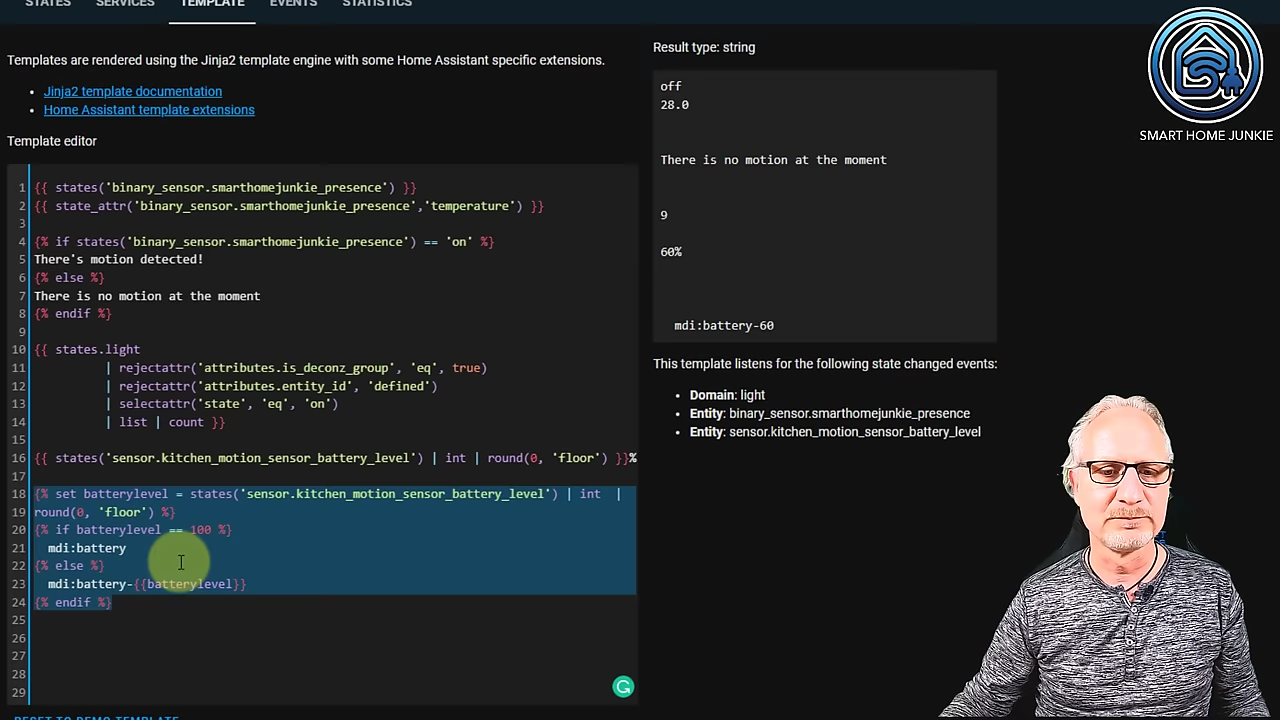 STATES
SERVICES
TEMPLATE
EVENTS
STATISTICS
Templates are rendered using the Jinja2 template engine with some Home Assistant specific extensions.
Jinja2 template documentation
Home Assistant template extensions
Template editor
1 {{ states('binary_sensor.smarthomejunkie_presence') }}
2 {{ state_attr('binary_sensor.smarthomejunkie_presence','temperature') }}
3
4 {% if states('binary_sensor.smarthomejunkie_presence') == 'on' %}
5 There's motion detected!
6 {% else %}
7 There is no motion at the moment
8 {% endif %}
9
10 {{ states.light
11 | rejectattr('attributes.is_deconz_group', 'eq', true)
12 | rejectattr('attributes.entity_id', 'defined')
13 | selectattr('state', 'eq', 'on')
14 | list | count }}
15
16 {{ states('sensor.kitchen_motion_sensor_battery_level') | int | round(0, 'floor') }}%
17
18 {% set batterylevel = states('sensor.kitchen_motion_sensor_battery_level') | int |
19 round(0, 'floor') %}
20 {% if batterylevel == 100 %}
21 mdi:battery
22 {% else %}
23 mdi:battery-{{batterylevel}}
24 {% endif %}
25
26
27
28
29
RESET TO DEMO TEMPLATE
Result type: string
off
28.0
There is no motion at the moment
9
60%
mdi:battery-60
This template listens for the following state changed events:
Domain: light
Entity: binary_sensor.smarthomejunkie_presence
Entity: sensor.kitchen_motion_sensor_battery_level
SMART HOME JUNKIE